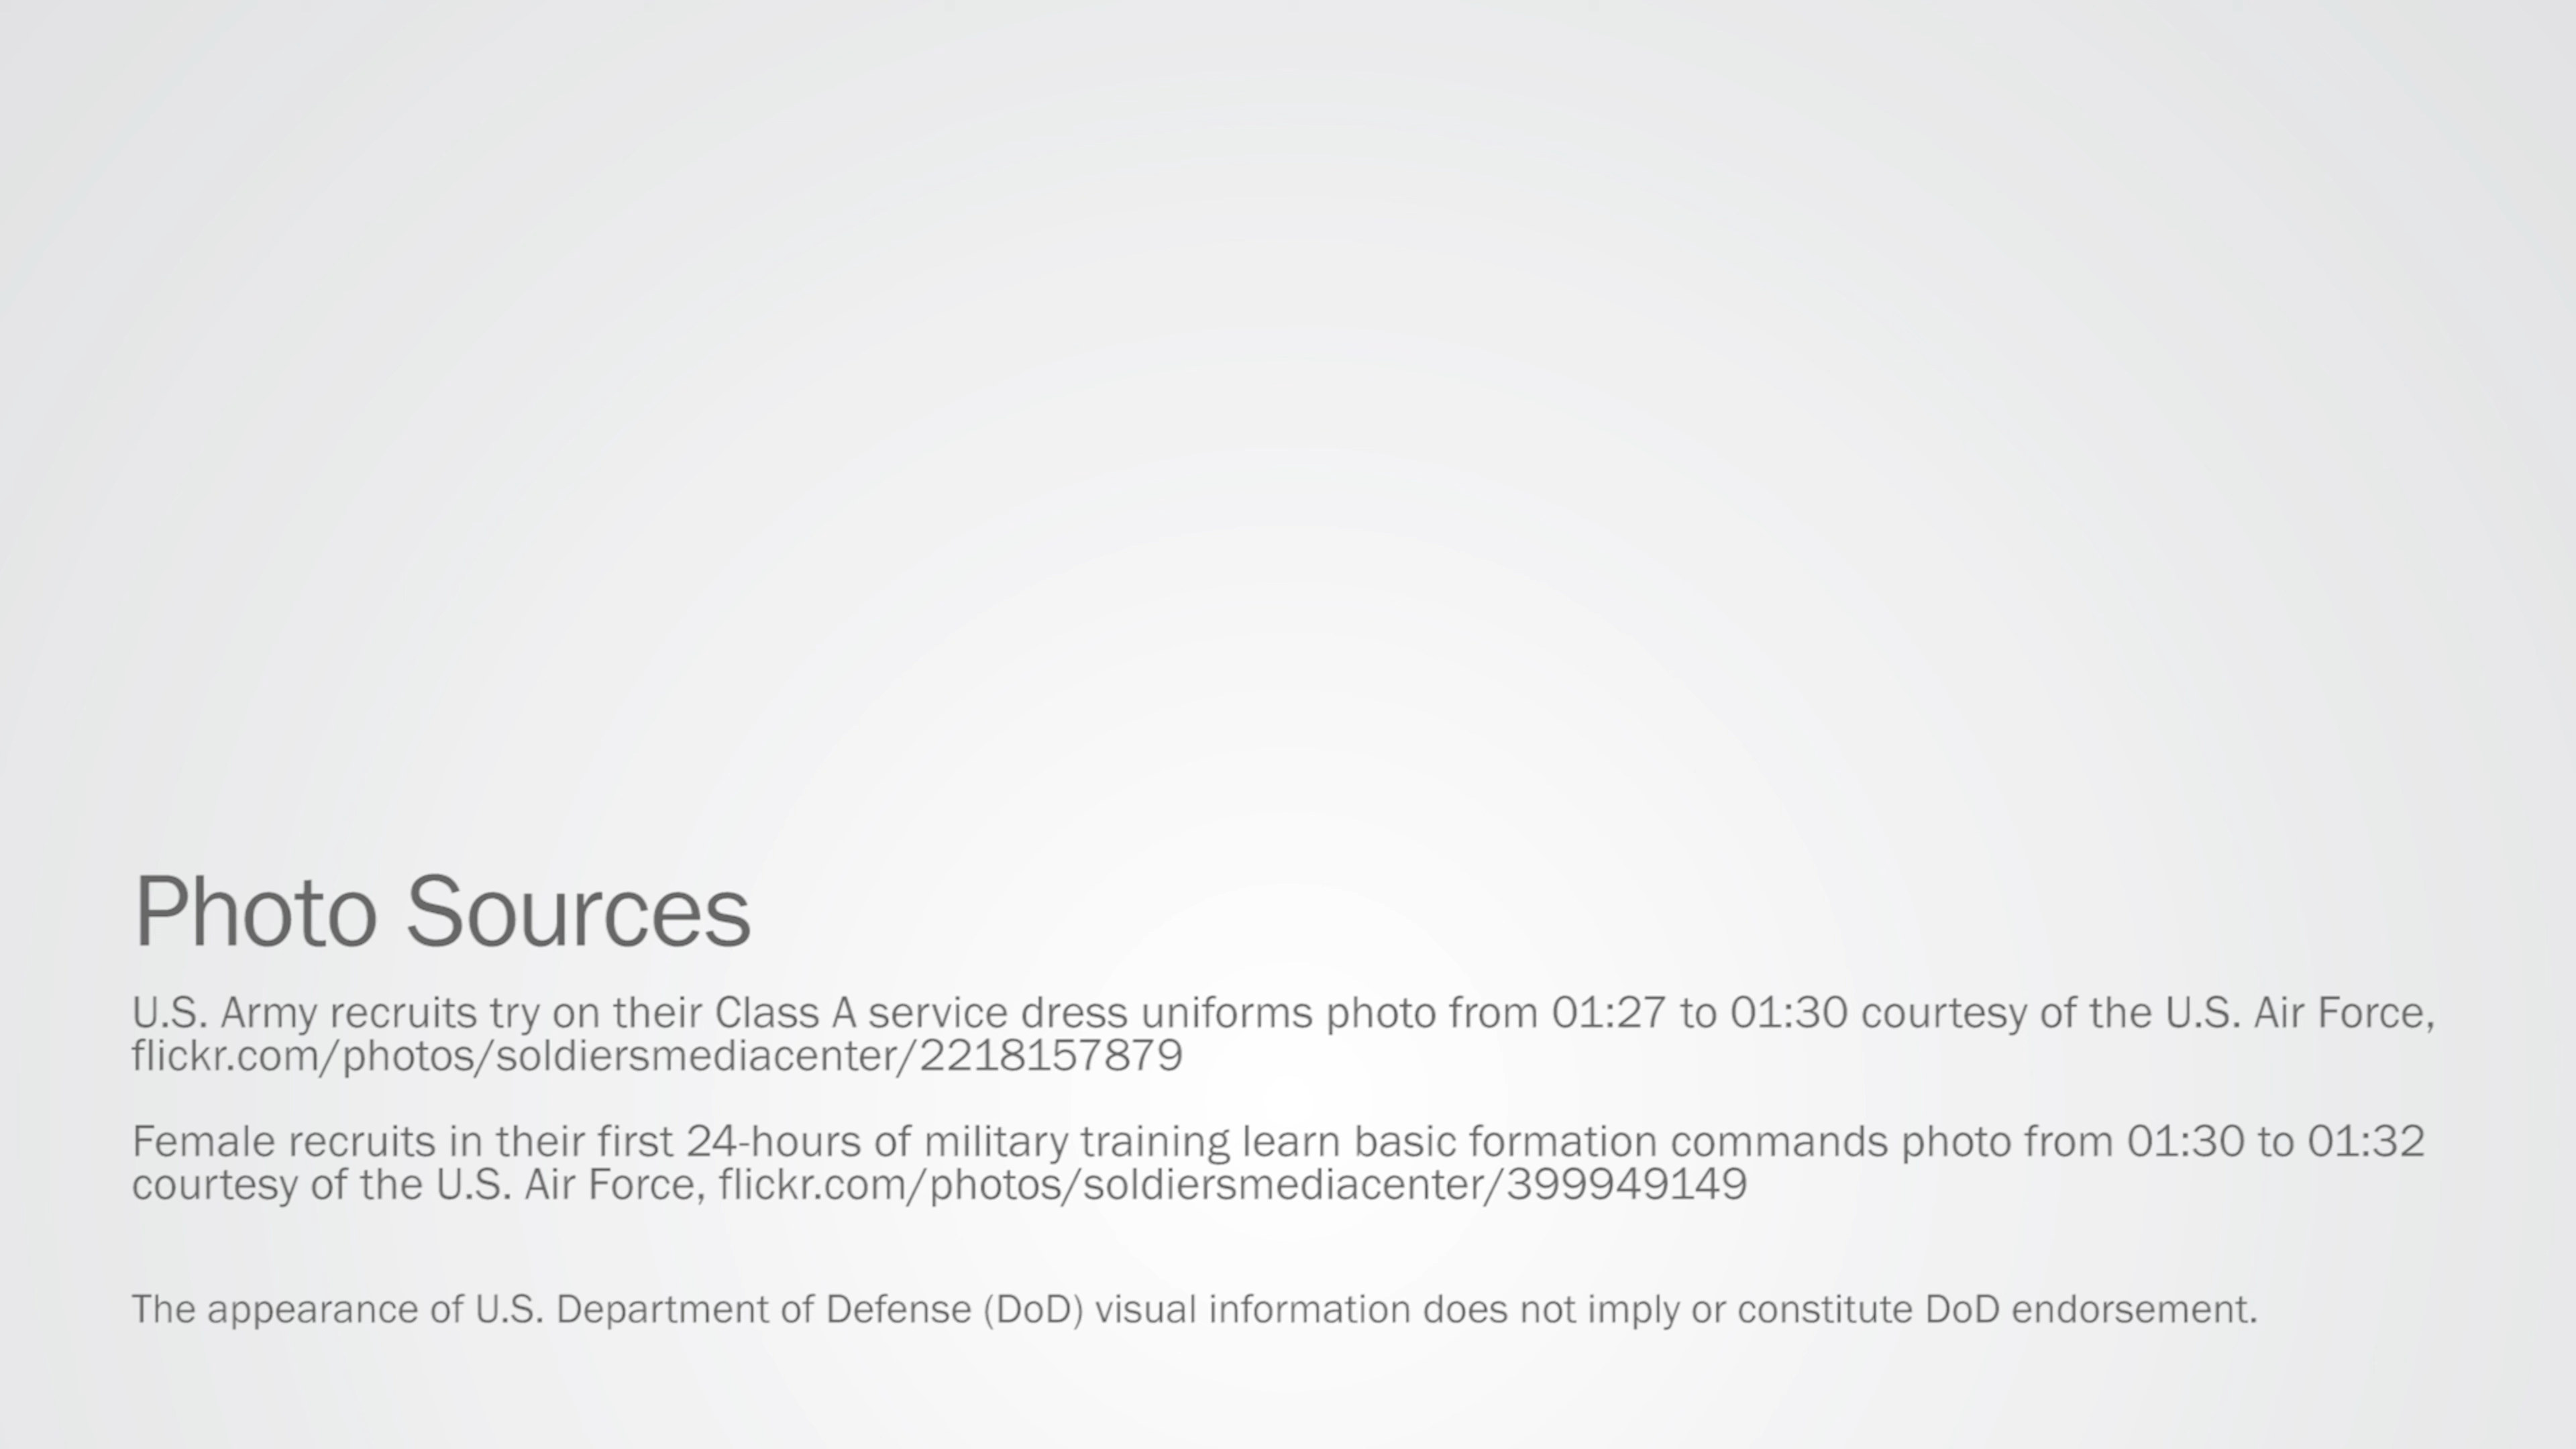 Photo Sources
U.S. Army recruits try on their Class A service dress uniforms photo from 01:27 to 01:30 courtesy of the U.S. Air Force,
flickr.com/photos/soldiersmediacenter/2218157879
Female recruits in their first 24-hours of military training learn basic formation commands photo from 01:30 to 01:32
courtesy of the U.S. Air Force, flickr.com/photos/soldiersmediacenter/399949149
The appearance of U.S. Department of Defense (DoD) visual information does not imply or constitute DoD endorsement.